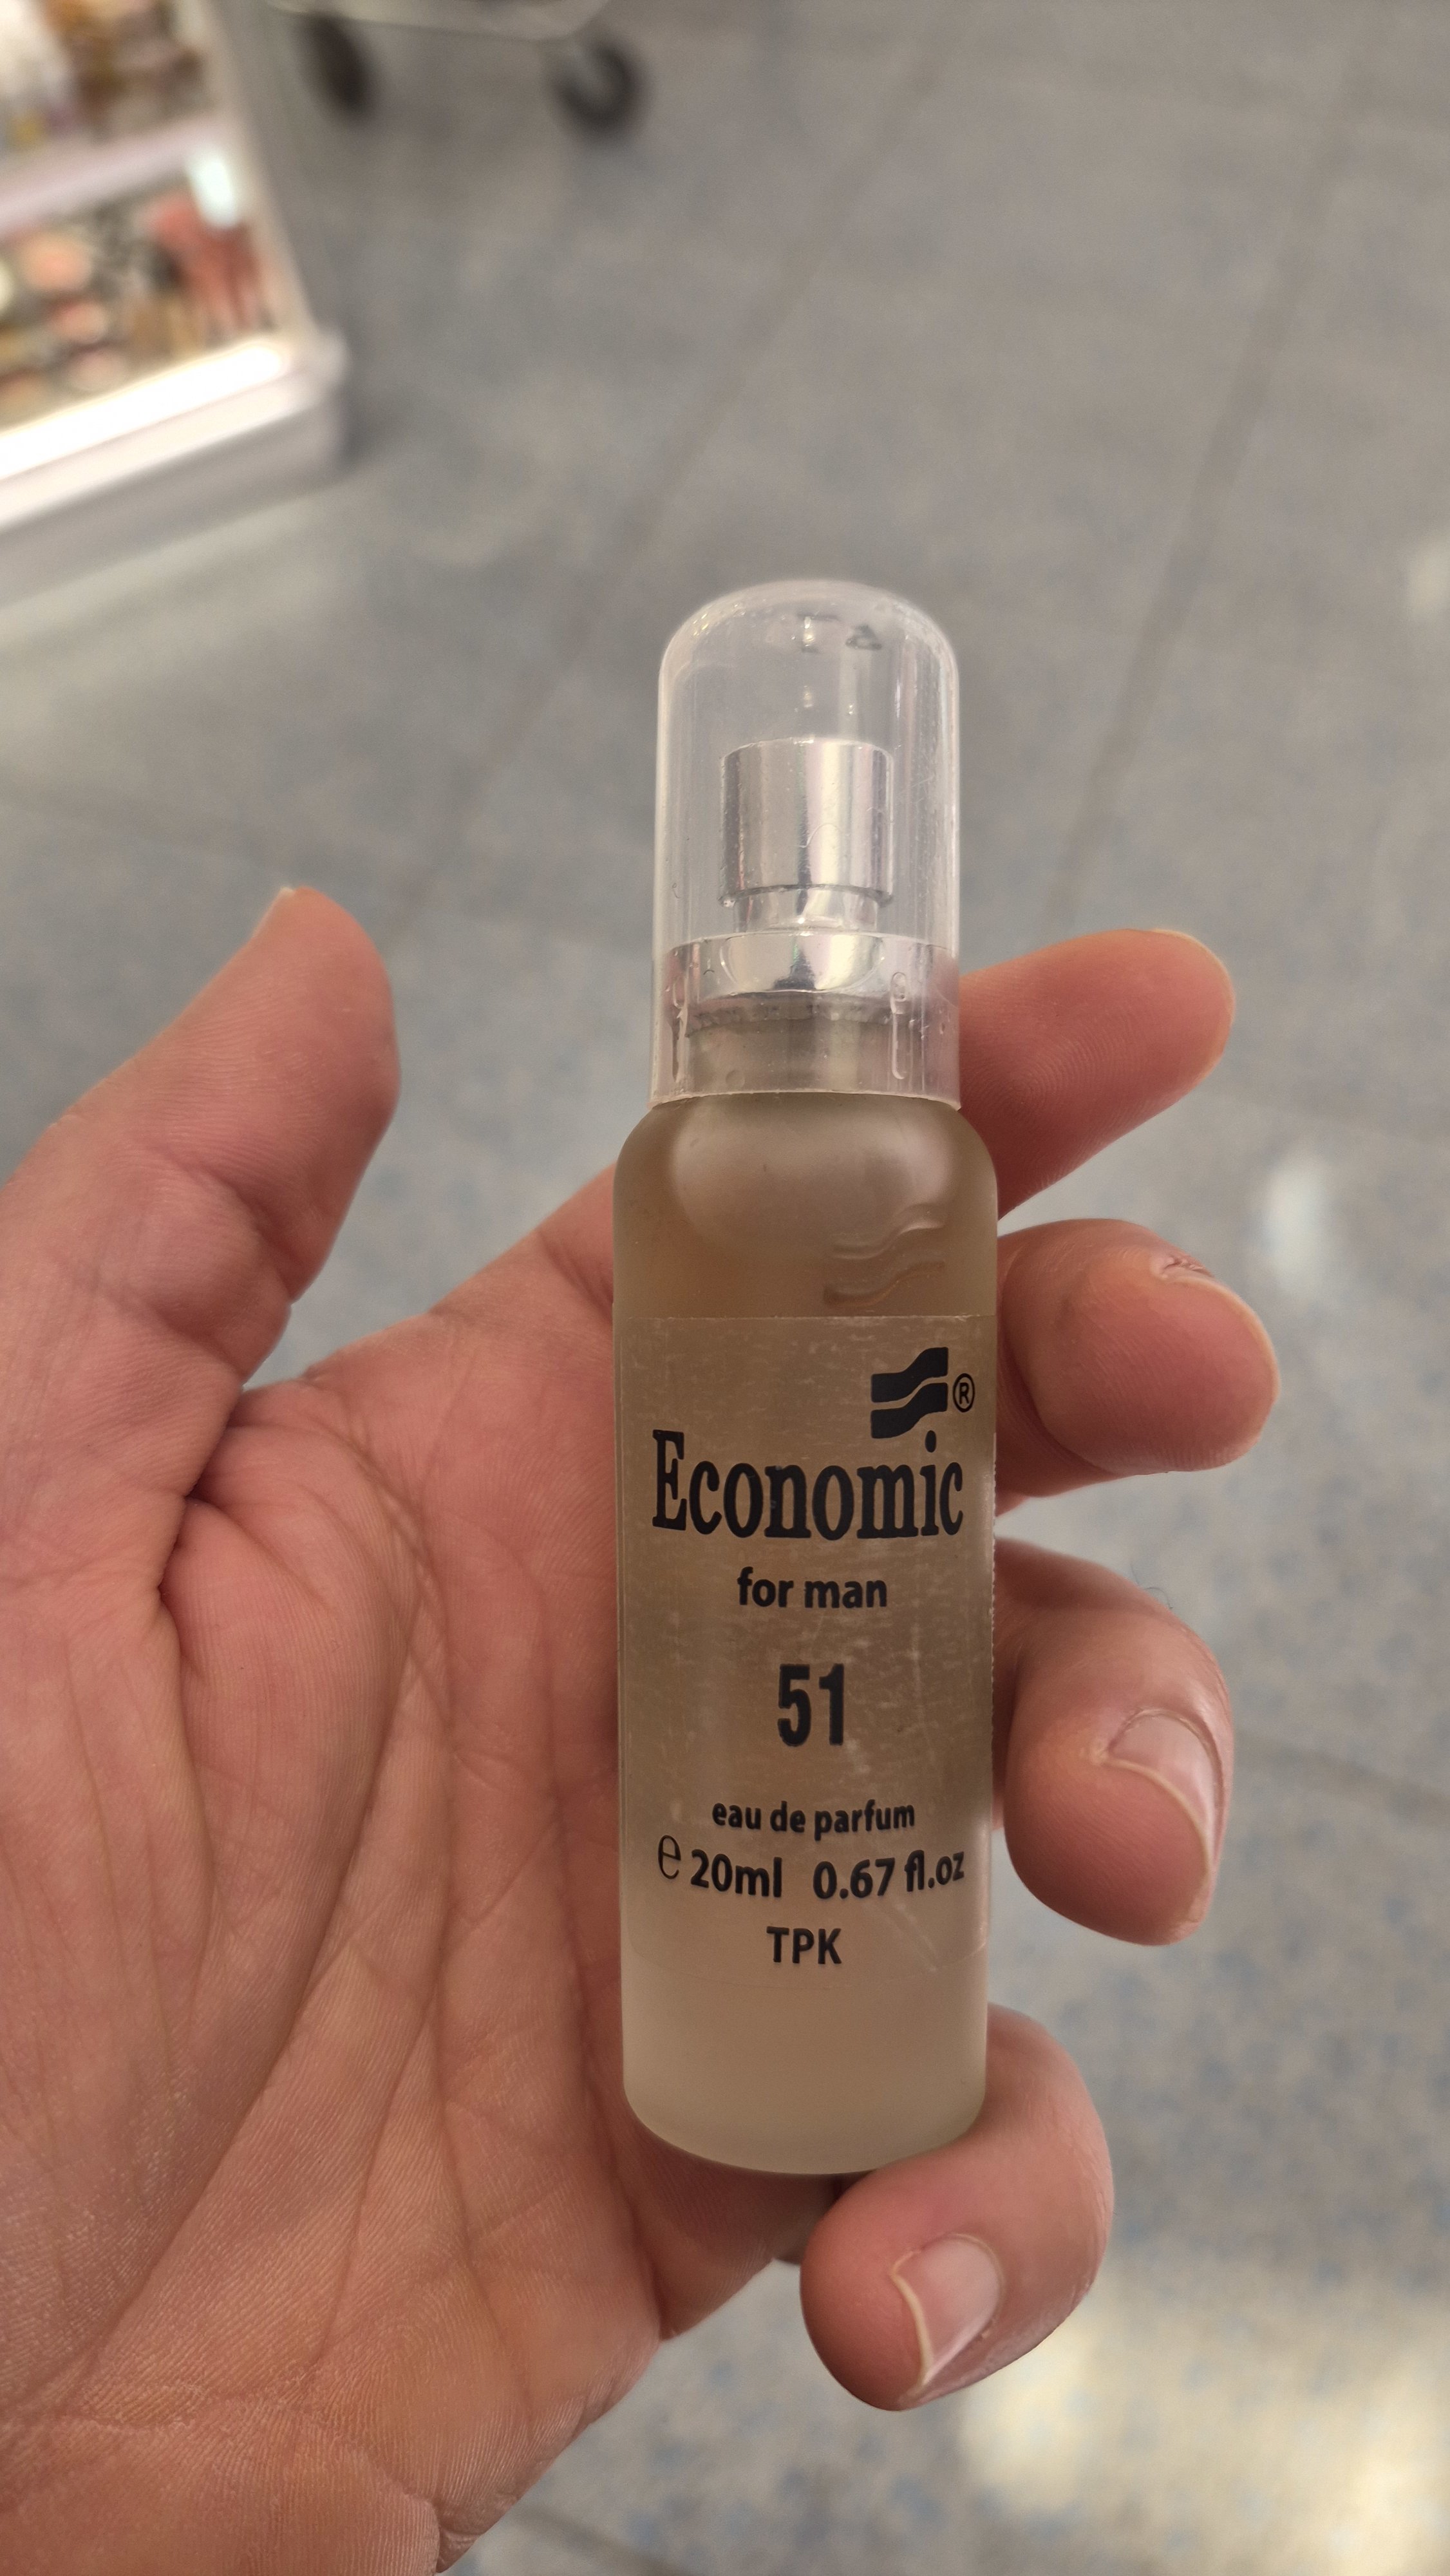 ®
Economic
for man
51
eau de parfum
℮ 20ml 0.67 fl.oz
TPK